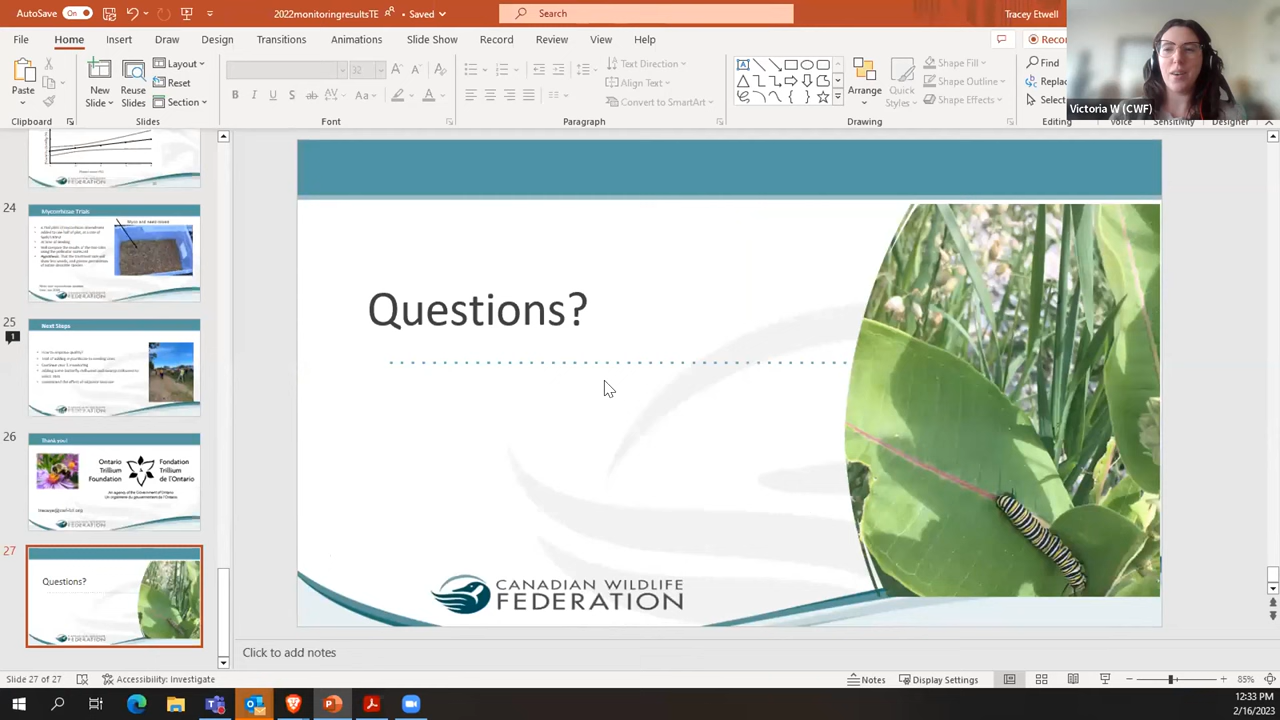 AutoSave
On
2022monitoringresultsTE
Saved
Search
Tracey Etwell
File
Home
Insert
Draw
Design
Transitions
Animations
Slide Show
Record
Review
View
Help
Victoria W (CWF)
Paste
New Slide
Reuse Slides
Layout
Reset
Section
32
Text Direction
Align Text
Convert to SmartArt
Arrange
Quick Styles
Shape Fill
Shape Outline
Shape Effects
Find
Clipboard
Slides
Font
Paragraph
Drawing
Editing
Voice
Sensitivity
Designer
24
Mycorrhizae Trials
25
Next Steps
26
Thank you!
Ontario Trillium Foundation
Fondation Trillium de l'Ontario
27
Questions?
Questions?
CANADIAN WILDLIFE
FEDERATION
Click to add notes
Slide 27 of 27
Accessibility: Investigate
Notes
Display Settings
85%
12:33 PM
2/16/2023